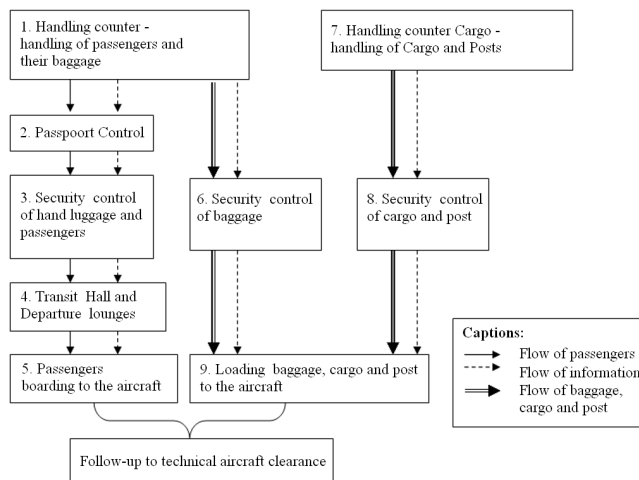 1. Handling counter -
handling of passengers and
their baggage
7. Handling counter Cargo -
handling of Cargo and Posts
2. Passpoort Control
3. Security control
of hand luggage and
passengers
6. Security control
of baggage
8. Security control
of cargo and post
4. Transit Hall and
Departure lounges
5. Passengers
boarding to the aircraft
9. Loading baggage, cargo and post
to the aircraft
Captions:
Flow of passengers
Flow of information
Flow of baggage,
cargo and post
Follow-up to technical aircraft clearance